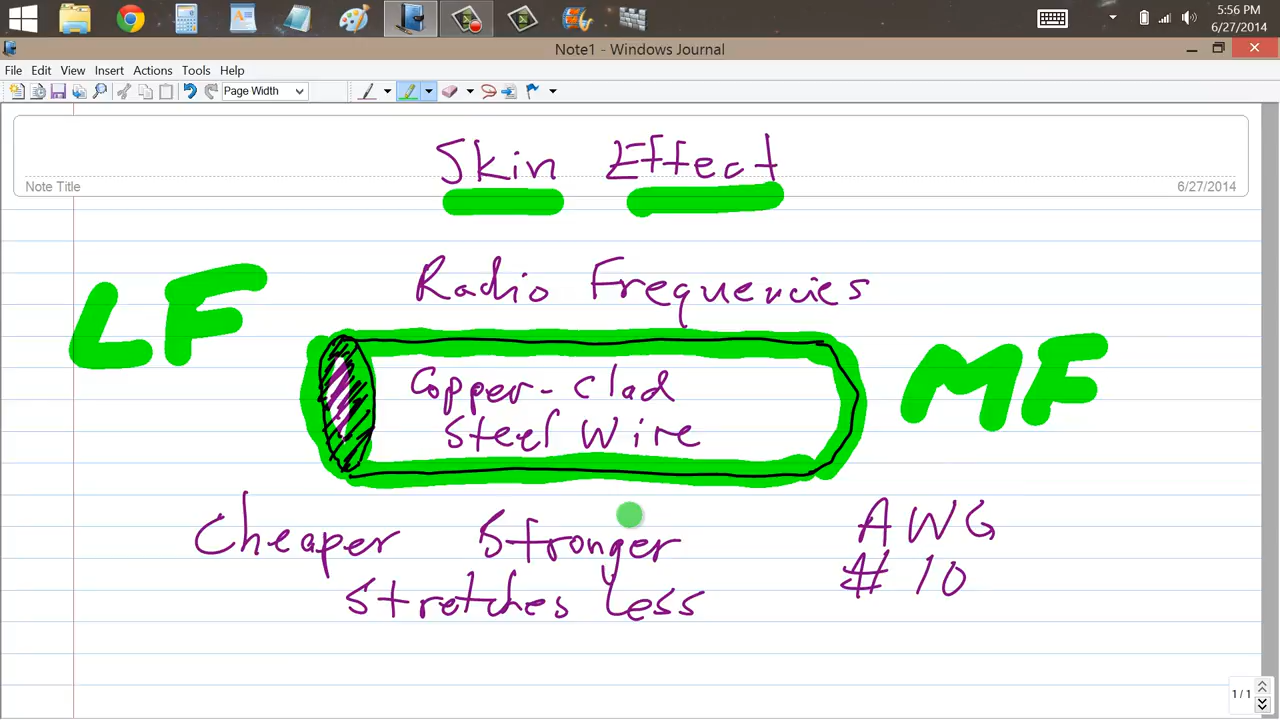 5:56 PM
6/27/2014
Note1 - Windows Journal
File Edit View Insert Actions Tools Help
Page Width
Skin Effect
Note Title 6/27/2014
Radio Frequencies
LF
MF
Copper-clad
Steel Wire
Cheaper Stronger
Stretches Less
AWG
#10
1/1